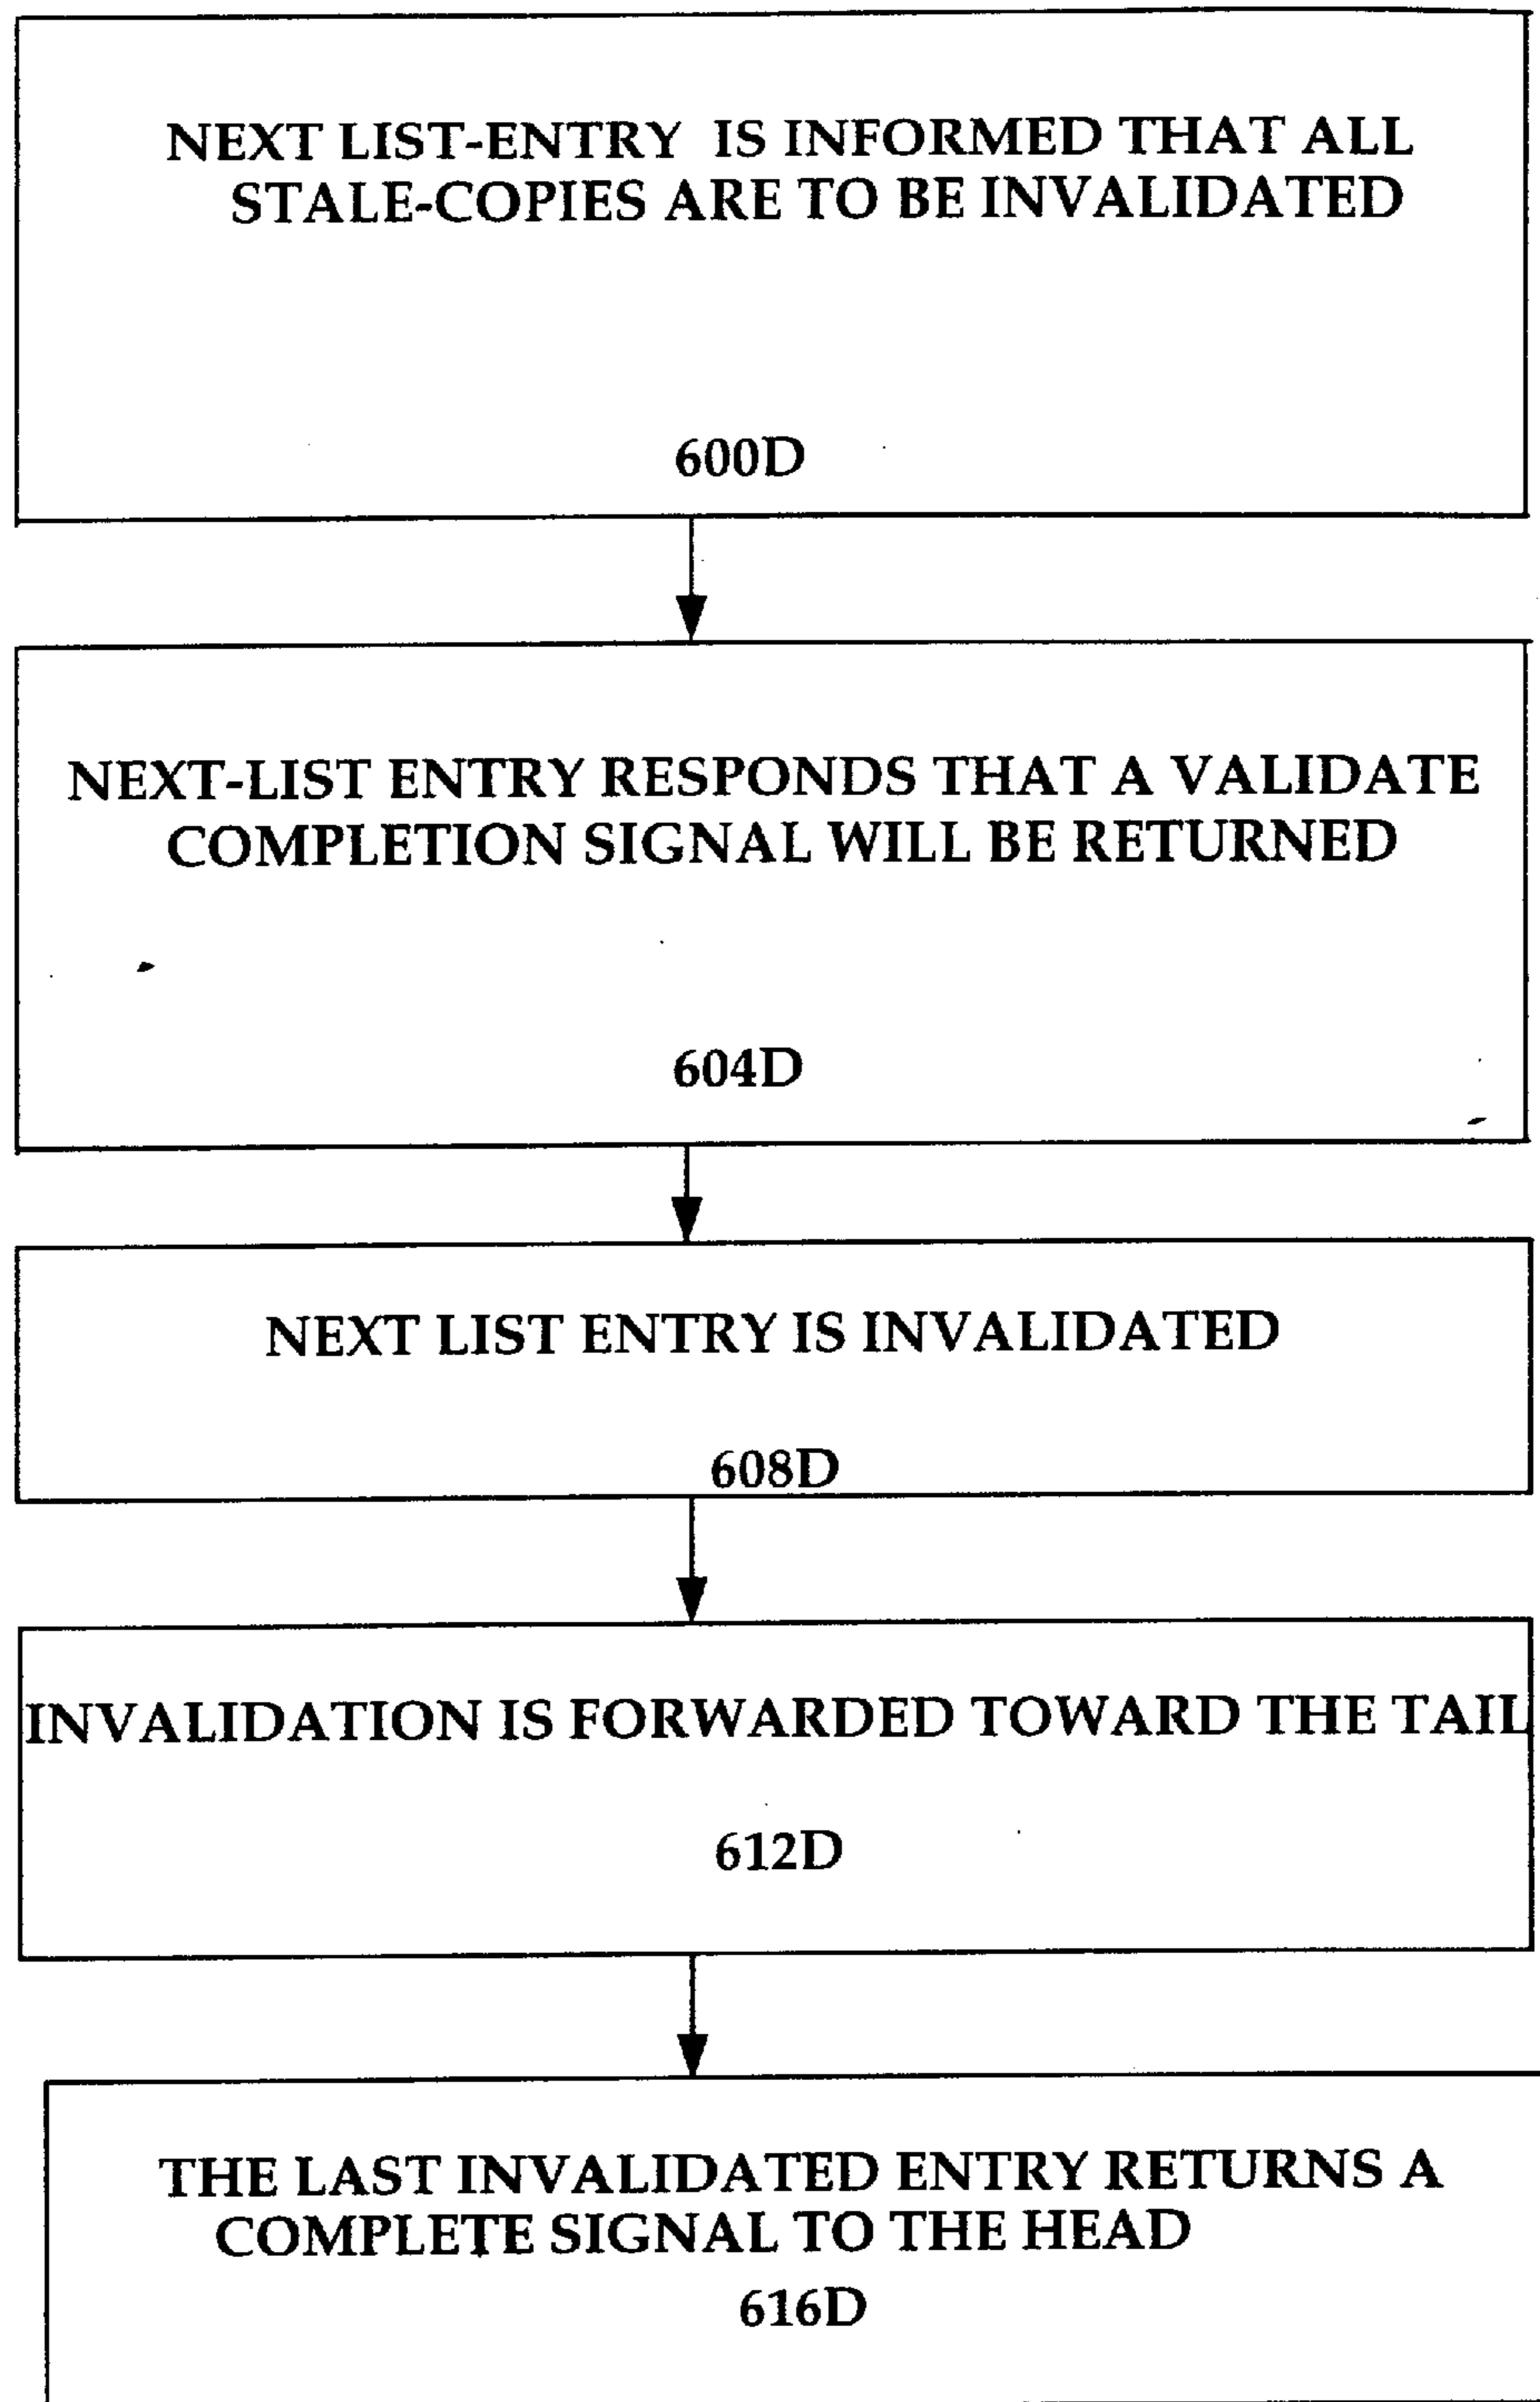 NEXT LIST-ENTRY IS INFORMED THAT ALL
STALE-COPIES ARE TO BE INVALIDATED
600D
NEXT-LIST ENTRY RESPONDS THAT A VALIDATE
COMPLETION SIGNAL WILL BE RETURNED
604D
NEXT LIST ENTRY IS INVALIDATED
608D
INVALIDATION IS FORWARDED TOWARD THE TAIL
612D
THE LAST INVALIDATED ENTRY RETURNS A
COMPLETE SIGNAL TO THE HEAD
616D